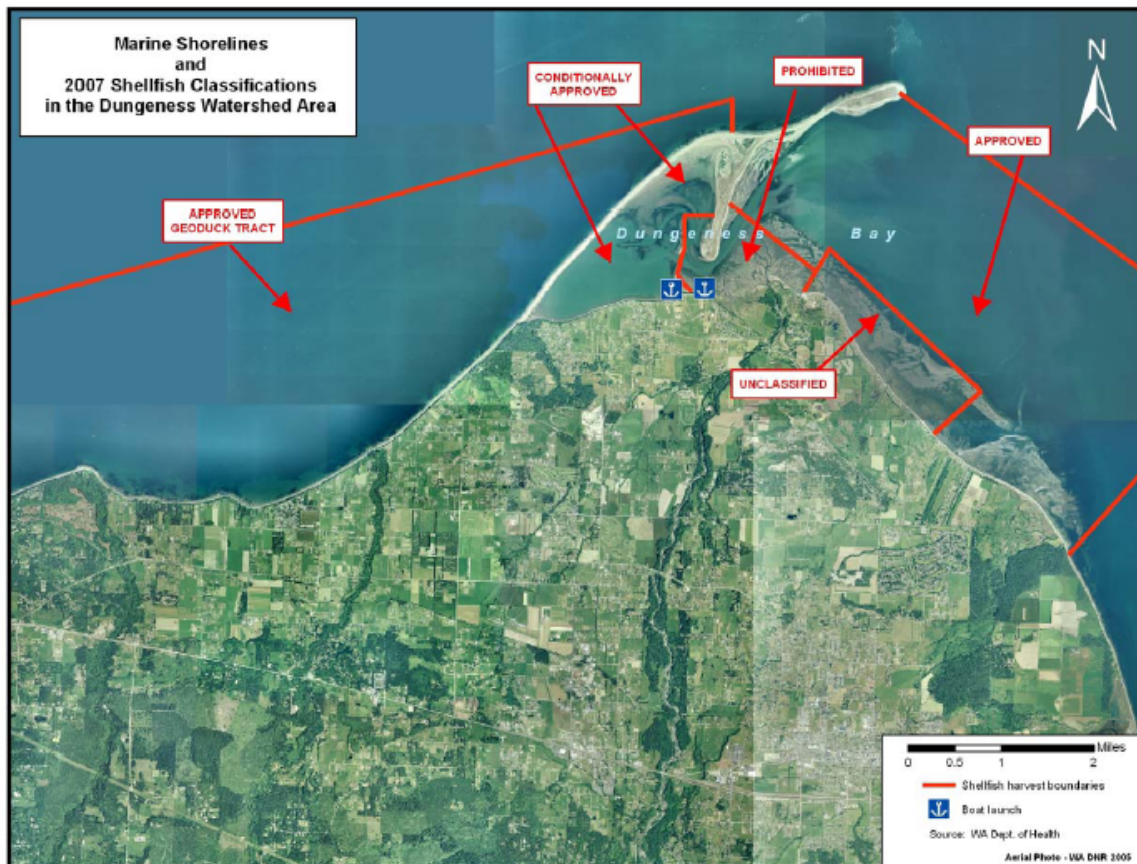 Marine Shorelines
and
2007 Shellfish Classifications
in the Dungeness Watershed Area
CONDITIONALLY
APPROVED
PROHIBITED
N
APPROVED
APPROVED
GEODUCK TRACT
Dungeness Bay
UNCLASSIFIED
Miles
0 0.5 1 2
Shellfish harvest boundaries
Boat launch
Source: WA Dept. of Health
Aerial Photo - WA DNR 2005